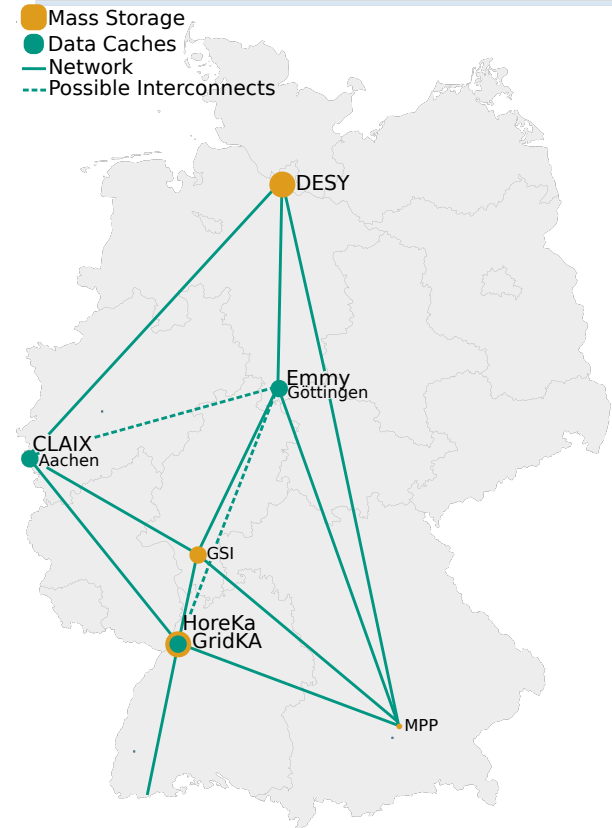 Mass Storage
Data Caches
Network
Possible Interconnects
DESY
Emmy
Göttingen
CLAIX
Aachen
GSI
HoreKa
GridKA
MPP